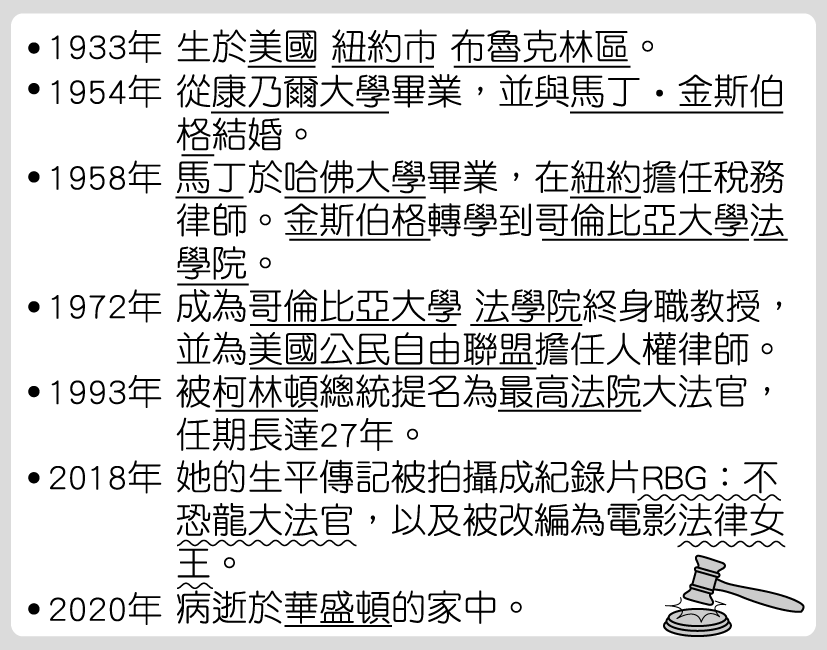 •1933年 生於美國 紐約市 布魯克林區。
•1954年 從康乃爾大學畢業，並與馬丁・金斯伯
格結婚。
•1958年 馬丁於哈佛大學畢業，在紐約擔任稅務
律師。金斯伯格轉學到哥倫比亞大學法
學院。
•1972年 成為哥倫比亞大學 法學院終身職教授，
並為美國公民自由聯盟擔任人權律師。
•1993年 被柯林頓總統提名為最高法院大法官，
任期長達27年。
•2018年 她的生平傳記被拍攝成紀錄片RBG：不
恐龍大法官，以及被改編為電影法律女
王。
•2020年 病逝於華盛頓的家中。